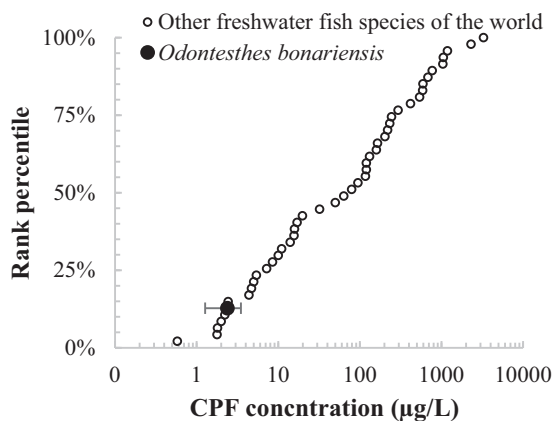 Other freshwater fish species of the world
Odontesthes bonariensis
100%
75%
50%
25%
0%
Rank percentile
0 1 10 100 1000 10000
CPF concntration (µg/L)